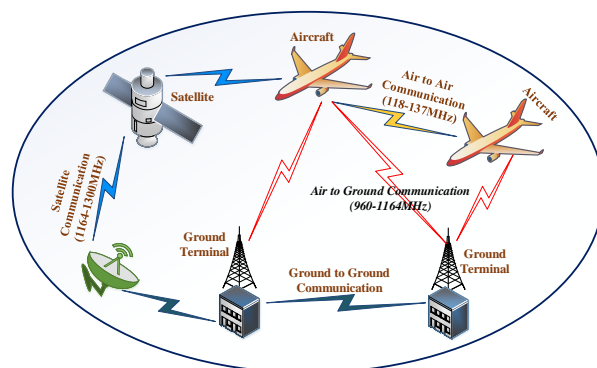 Aircraft
Satellite
Air to Air
Communication
(118-137MHz)
Aircraft
Satellite
Communication
(1164-1300MHz)
Air to Ground Communication
(960-1164MHz)
Ground
Terminal
Ground to Ground
Communication
Ground
Terminal